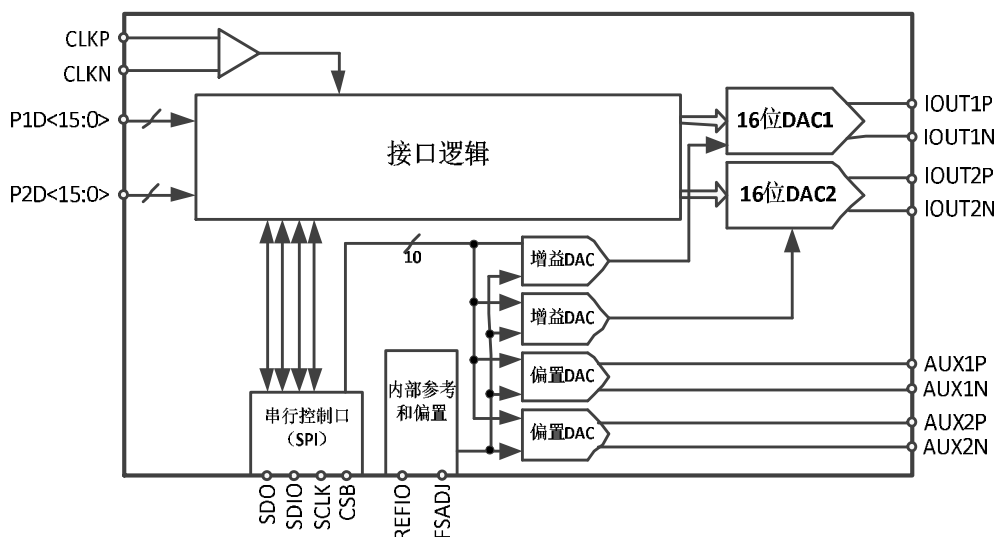 CLKP
CLKN
P1D<15:0>
P2D<15:0>
接口逻辑
16位DAC1
16位DAC2
IOUT1P
IOUT1N
IOUT2P
IOUT2N
10
增益DAC
增益DAC
偏置DAC
偏置DAC
AUX1P
AUX1N
AUX2P
AUX2N
串行控制口
（SPI）
内部参考
和偏置
SDO
SDIO
SCLK
CSB
REFIO
FSADJ